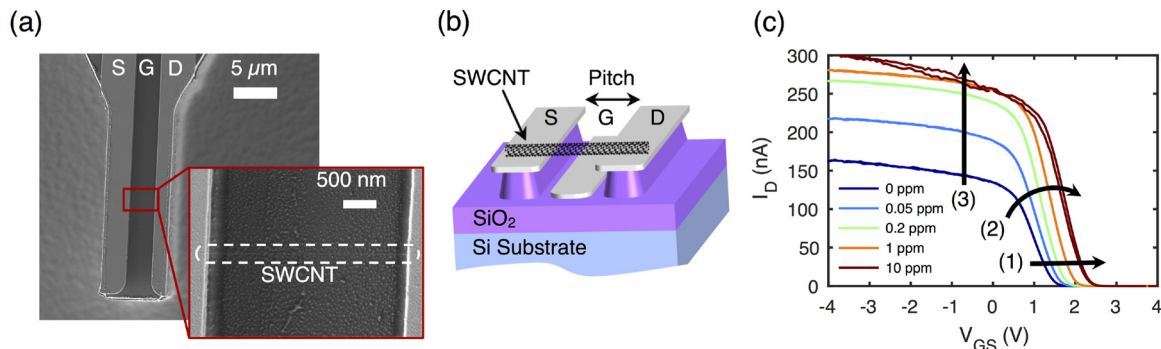 (a)
S G D
5 µm
500 nm
SWCNT
(b)
SWCNT
Pitch
S G D
SiO2
Si Substrate
(c)
300
250
200
150
100
50
0
I_D (nA)
0 ppm
0.05 ppm
0.2 ppm
1 ppm
10 ppm
(3)
(2)
(1)
-4 -3 -2 -1 0 1 2 3 4
V_GS (V)